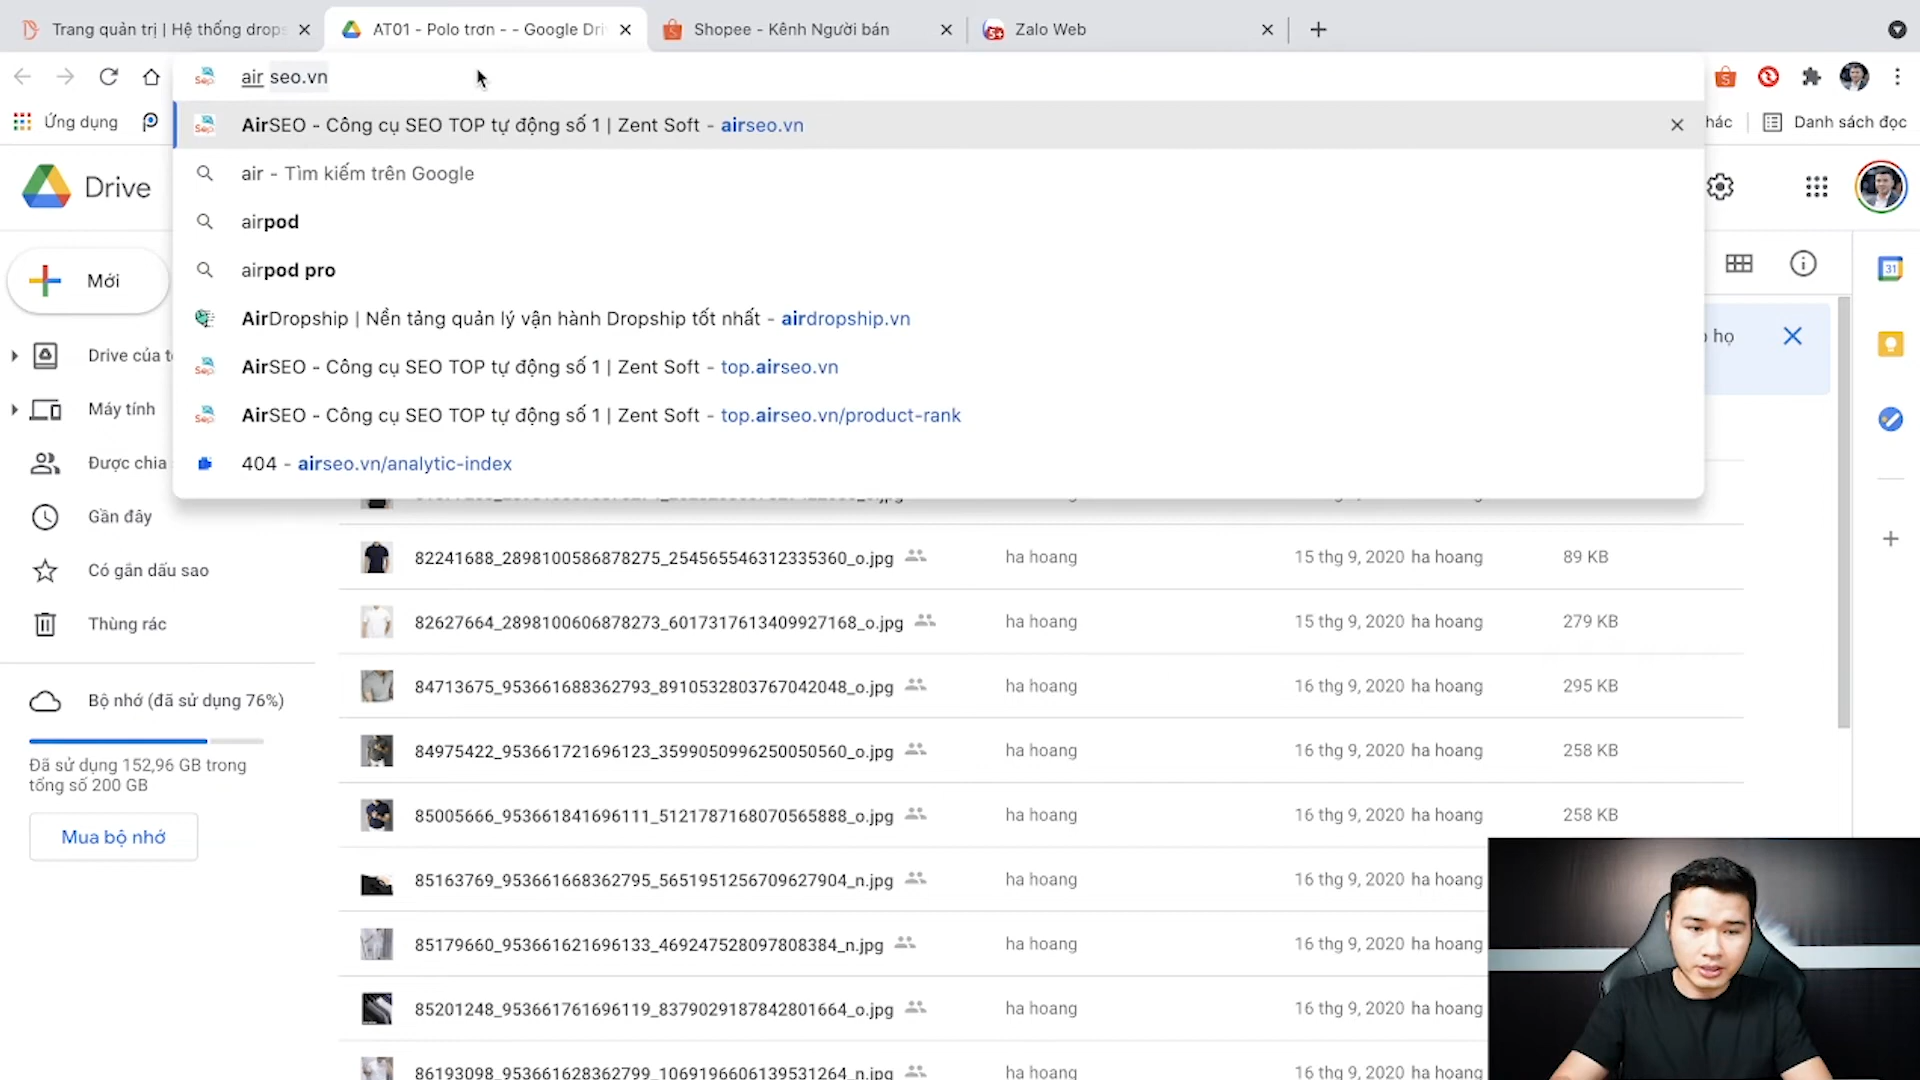 Trang quản trị | Hệ thống drops
AT01 - Polo trơn - - Google Dri
Shopee - Kênh Người bán
5+
Zalo Web
air seo.vn
Ứng dụng
AirSEO - Công cụ SEO TOP tự động số 1 | Zent Soft - airseo.vn
hác
Danh sách đọc
air - Tìm kiếm trên Google
Drive
airpod
airpod pro
Mới
31
AirDropship | Nền tảng quản lý vận hành Dropship tốt nhất - airdropship.vn
họ
Drive của t
AirSEO - Công cụ SEO TOP tự động số 1 | Zent Soft - top.airseo.vn
Máy tính
AirSEO - Công cụ SEO TOP tự động số 1 | Zent Soft - top.airseo.vn/product-rank
Được chia
404 - airseo.vn/analytic-index
Gần đây
82241688_2898100586878275_254565546312335360_o.jpg ha hoang 15 thg 9, 2020 ha hoang 89 KB
Có gắn dấu sao
82627664_2898100606878273_6017317613409927168_o.jpg ha hoang 15 thg 9, 2020 ha hoang 279 KB
Thùng rác
84713675_953661688362793_8910532803767042048_o.jpg ha hoang 16 thg 9, 2020 ha hoang 295 KB
Bộ nhớ (đã sử dụng 76%)
84975422_953661721696123_3599050996250050560_o.jpg ha hoang 16 thg 9, 2020 ha hoang 258 KB
Đã sử dụng 152,96 GB trong
tổng số 200 GB
85005666_953661841696111_5121787168070565888_o.jpg ha hoang 16 thg 9, 2020 ha hoang 258 KB
Mua bộ nhớ
85163769_953661668362795_5651951256709627904_n.jpg ha hoang 16 thg 9, 2020 ha hoang
85179660_953661621696133_469247528097808384_n.jpg ha hoang 16 thg 9, 2020 ha hoang
85201248_953661761696119_8379029187842801664_o.jpg ha hoang 16 thg 9, 2020 ha hoang
86193098_953661628362799_1069196606139531264_n.jpg ha hoang 16 thg 9, 2020 ha hoang